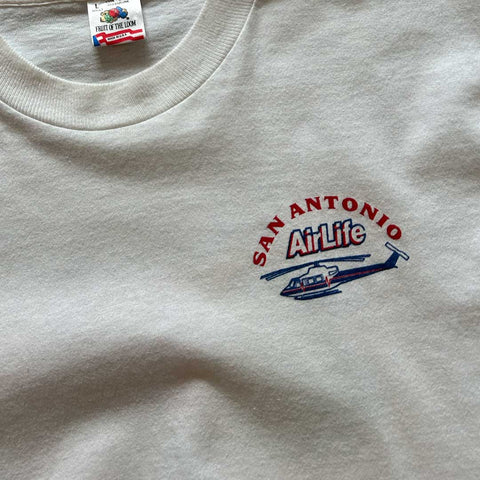 L
FRUIT OF THE LOOM
SAN ANTONIO
AirLife